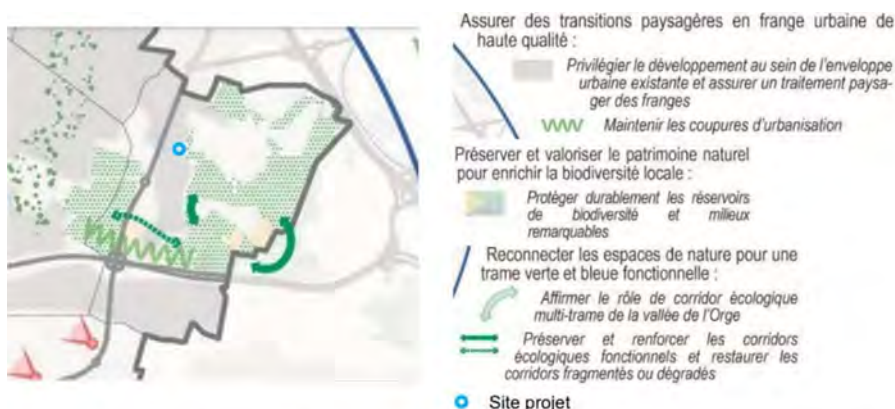 Assurer des transitions paysagères en frange urbaine de
haute qualité :
Privilégier le développement au sein de l'enveloppe
urbaine existante et assurer un traitement paysa-
ger des franges
Maintenir les coupures d'urbanisation
Préserver et valoriser le patrimoine naturel
pour enrichir la biodiversité locale :
Protéger durablement les réservoirs
de biodiversité et milieux
remarquables
Reconnecter les espaces de nature pour une
trame verte et bleue fonctionnelle :
Affirmer le rôle de corridor écologique
multi-trame de la vallée de l'Orge
Préserver et renforcer les corridors
écologiques fonctionnels et restaurer les
corridors fragmentés ou dégradés
Site projet